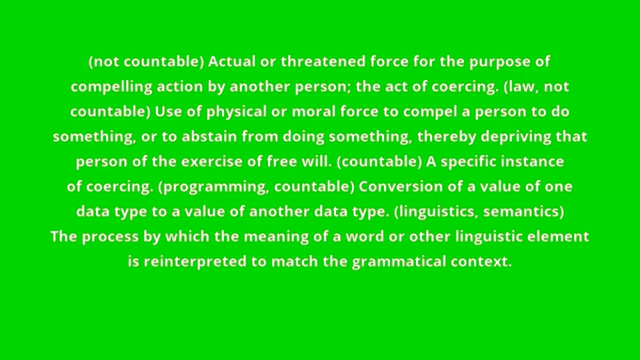 (not countable) Actual or threatened force for the purpose of
compelling action by another person; the act of coercing. (law, not
countable) Use of physical or moral force to compel a person to do
something, or to abstain from doing something, thereby depriving that
person of the exercise of free will. (countable) A specific instance
of coercing. (programming, countable) Conversion of a value of one
data type to a value of another data type. (linguistics, semantics)
The process by which the meaning of a word or other linguistic element
is reinterpreted to match the grammatical context.